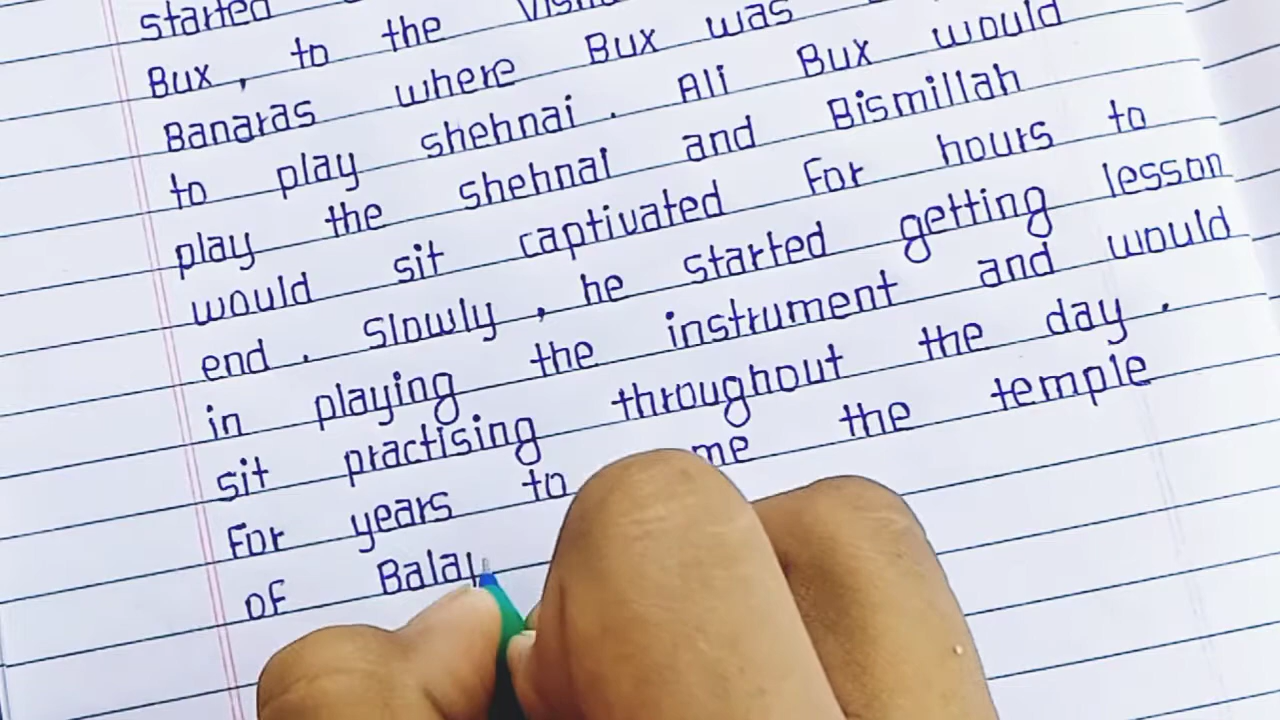 started
Bux, to the
Banaras where Bux was
to play shehnai. Ali Bux would
play the shehnai and Bismillah
would sit captivated For hours to
end. Slowly, he started getting lesson
in playing the instrument and would
sit practising throughout the day.
For years to the temple
of